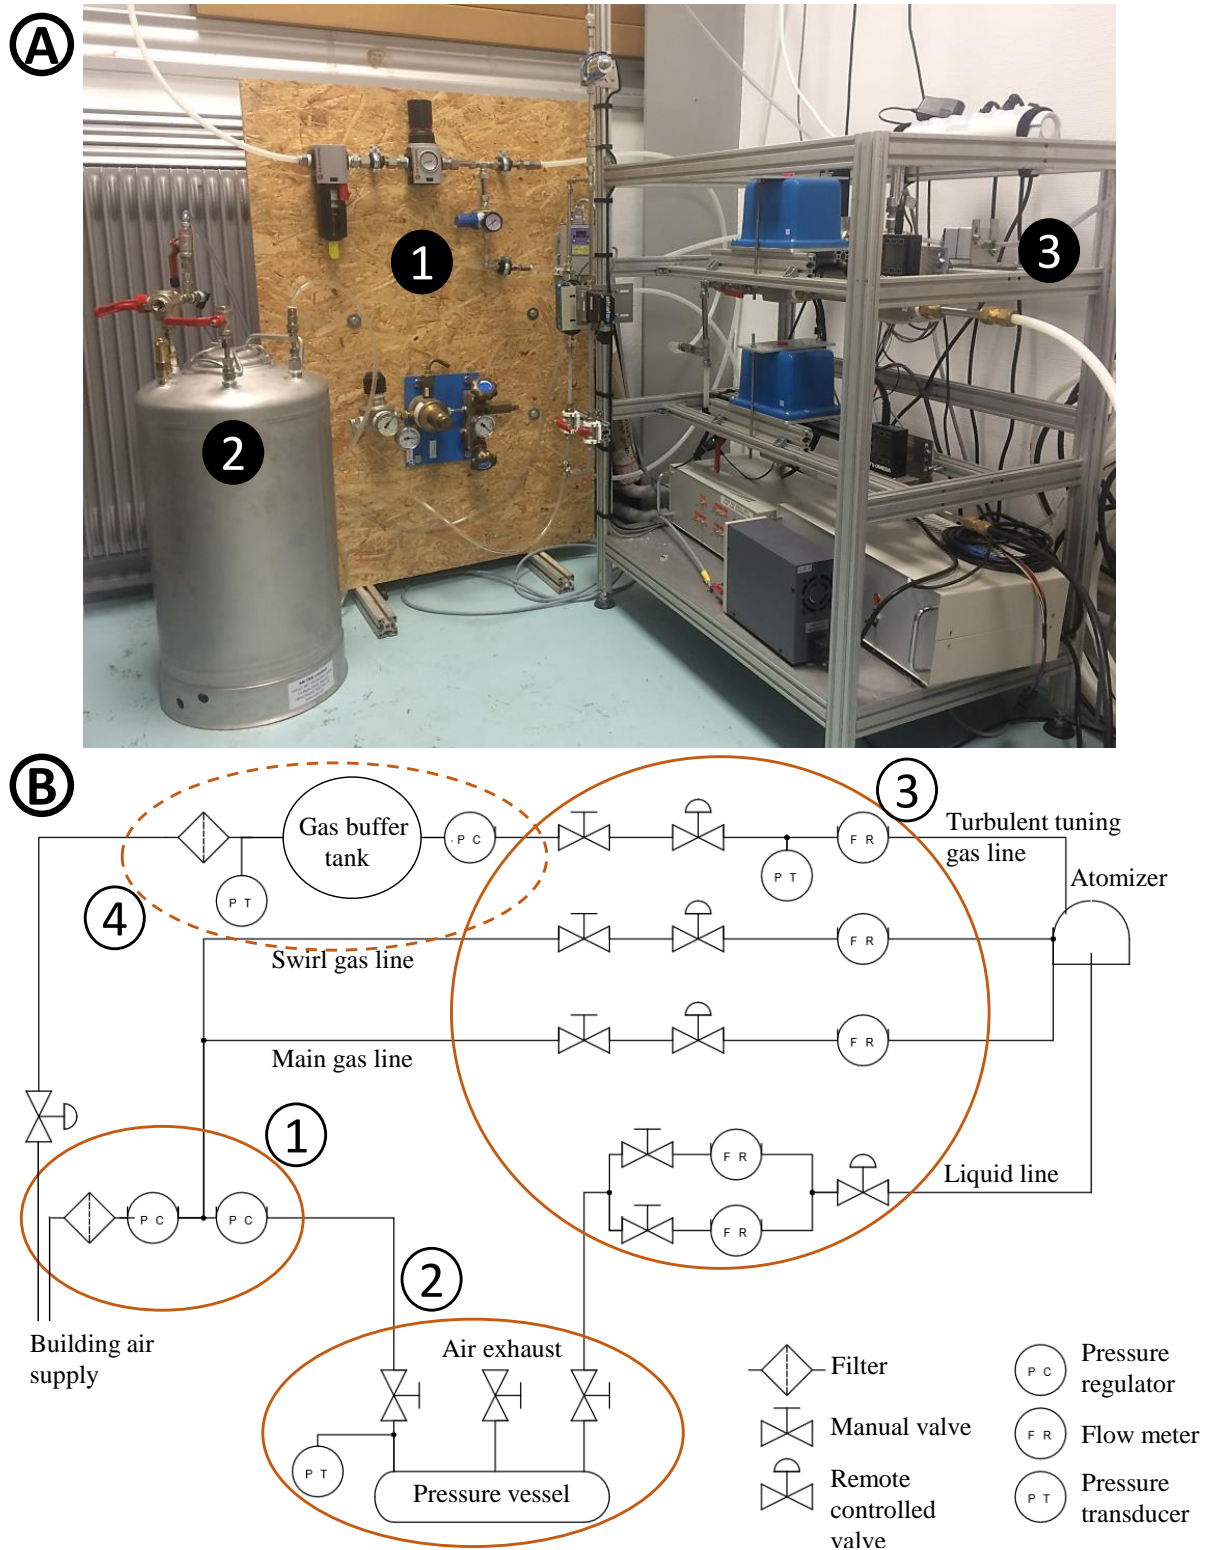 A
1
2
3
B
3
Gas buffer
tank
P C
F R
Turbulent tuning
gas line
P T
P T
Atomizer
4
F R
Swirl gas line
F R
Main gas line
1
F R
Liquid line
P C
P C
F R
2
Building air
supply
Air exhaust
P T
Pressure vessel
Filter
Manual valve
Remote
controlled
valve
P C
Pressure
regulator
F R
Flow meter
P T
Pressure
transducer